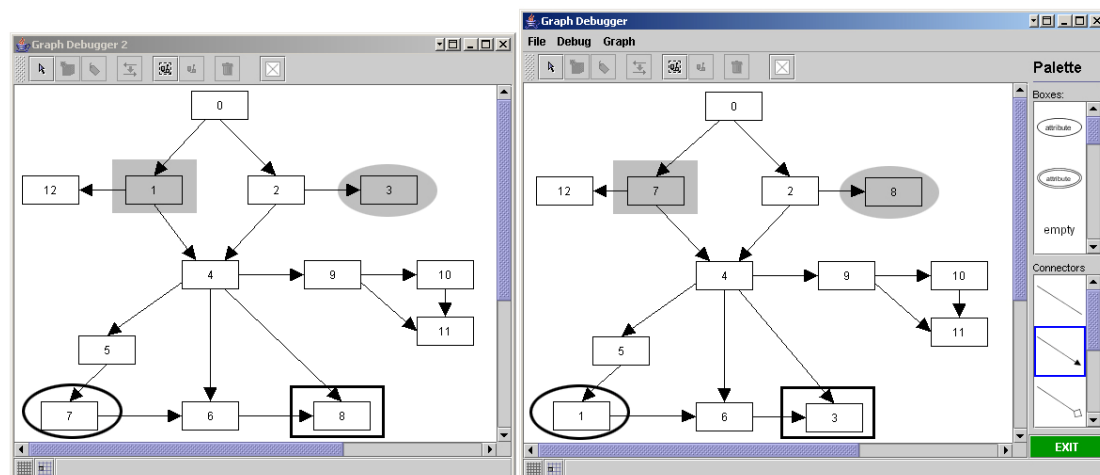 Graph Debugger 2
0
12
1
2
3
4
9
10
11
5
7
6
8
Graph Debugger
File Debug Graph
Palette
Boxes:
attribute
attribute
empty
Connectors
EXIT
0
12
7
2
8
4
9
10
11
5
1
6
3